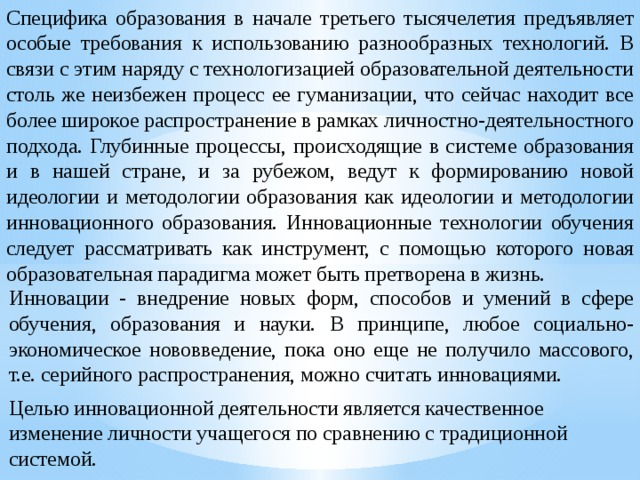 Специфика образования в начале третьего тысячелетия предъявляет
особые требования к использованию разнообразных технологий. В
связи с этим наряду с технологизацией образовательной деятельности
столь же неизбежен процесс ее гуманизации, что сейчас находит все
более широкое распространение в рамках личностно-деятельностного
подхода. Глубинные процессы, происходящие в системе образования
и в нашей стране, и за рубежом, ведут к формированию новой
идеологии и методологии образования как идеологии и методологии
инновационного образования. Инновационные технологии обучения
следует рассматривать как инструмент, с помощью которого новая
образовательная парадигма может быть претворена в жизнь.
Инновации - внедрение новых форм, способов и умений в сфере
обучения, образования и науки. В принципе, любое социально-
экономическое нововведение, пока оно еще не получило массового,
т.е. серийного распространения, можно считать инновациями.
Целью инновационной деятельности является качественное
изменение личности учащегося по сравнению с традиционной
системой.